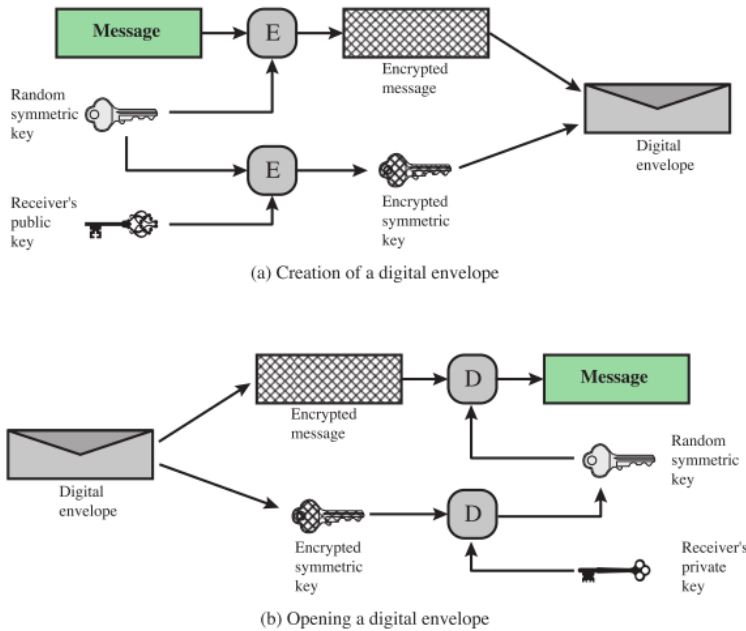 Message
E
Encrypted
message
Random
symmetric
key
Digital
envelope
E
Receiver's
public
key
Encrypted
symmetric
key
(a) Creation of a digital envelope
D
Message
Encrypted
message
Digital
envelope
Random
symmetric
key
D
Encrypted
symmetric
key
Receiver's
private
key
(b) Opening a digital envelope